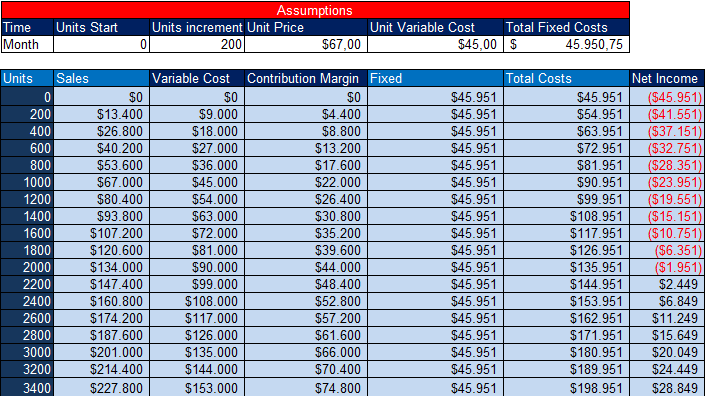 Assumptions
Time Units Start Units increment Unit Price Unit Variable Cost Total Fixed Costs
Month 0 200 $67,00 $45,00 $ 45.950,75
Units Sales Variable Cost Contribution Margin Fixed Total Costs Net Income
0 $0 $0 $0 $45.951 $45.951 ($45.951)
200 $13.400 $9.000 $4.400 $45.951 $54.951 ($41.551)
400 $26.800 $18.000 $8.800 $45.951 $63.951 ($37.151)
600 $40.200 $27.000 $13.200 $45.951 $72.951 ($32.751)
800 $53.600 $36.000 $17.600 $45.951 $81.951 ($28.351)
1000 $67.000 $45.000 $22.000 $45.951 $90.951 ($23.951)
1200 $80.400 $54.000 $26.400 $45.951 $99.951 ($19.551)
1400 $93.800 $63.000 $30.800 $45.951 $108.951 ($15.151)
1600 $107.200 $72.000 $35.200 $45.951 $117.951 ($10.751)
1800 $120.600 $81.000 $39.600 $45.951 $126.951 ($6.351)
2000 $134.000 $90.000 $44.000 $45.951 $135.951 ($1.951)
2200 $147.400 $99.000 $48.400 $45.951 $144.951 $2.449
2400 $160.800 $108.000 $52.800 $45.951 $153.951 $6.849
2600 $174.200 $117.000 $57.200 $45.951 $162.951 $11.249
2800 $187.600 $126.000 $61.600 $45.951 $171.951 $15.649
3000 $201.000 $135.000 $66.000 $45.951 $180.951 $20.049
3200 $214.400 $144.000 $70.400 $45.951 $189.951 $24.449
3400 $227.800 $153.000 $74.800 $45.951 $198.951 $28.849